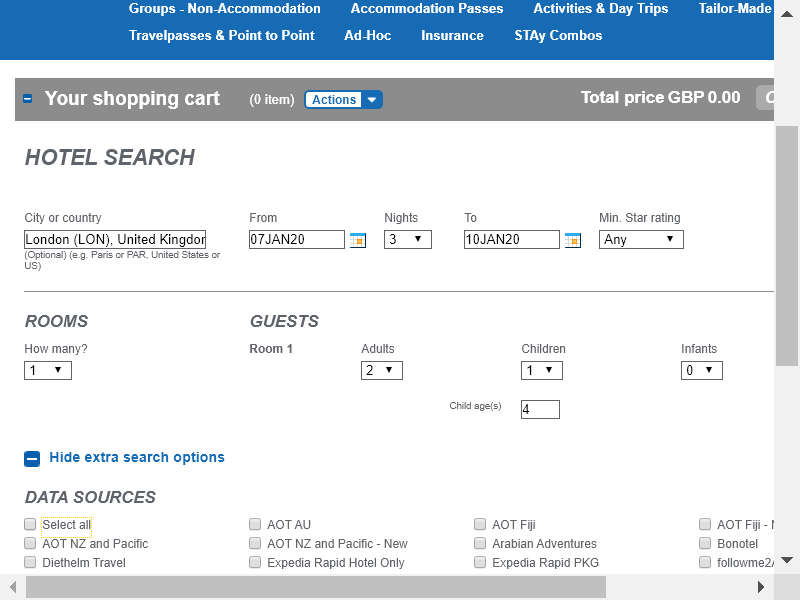 Groups - Non-Accommodation Accommodation Passes Activities & Day Trips Tailor-Made
Travelpasses & Point to Point Ad-Hoc Insurance STAy Combos
Your shopping cart (0 item) Actions Total price GBP 0.00
HOTEL SEARCH
City or country From Nights To Min. Star rating
London (LON), United Kingdor 07JAN20 3 10JAN20 Any
(Optional) (e.g. Paris or PAR, United States or
US)
ROOMS GUESTS
How many? Room 1 Adults Children Infants
1 2 1 0
Child age(s) 4
Hide extra search options
DATA SOURCES
Select all AOT AU AOT Fiji AOT Fiji -
AOT NZ and Pacific AOT NZ and Pacific - New Arabian Adventures Bonotel
Diethelm Travel Expedia Rapid Hotel Only Expedia Rapid PKG followme2